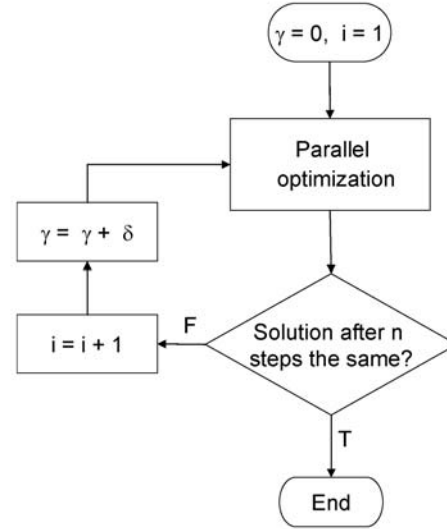 γ = 0, i = 1
Parallel
optimization
γ = γ + δ
i = i + 1
F
Solution after n
steps the same?
T
End